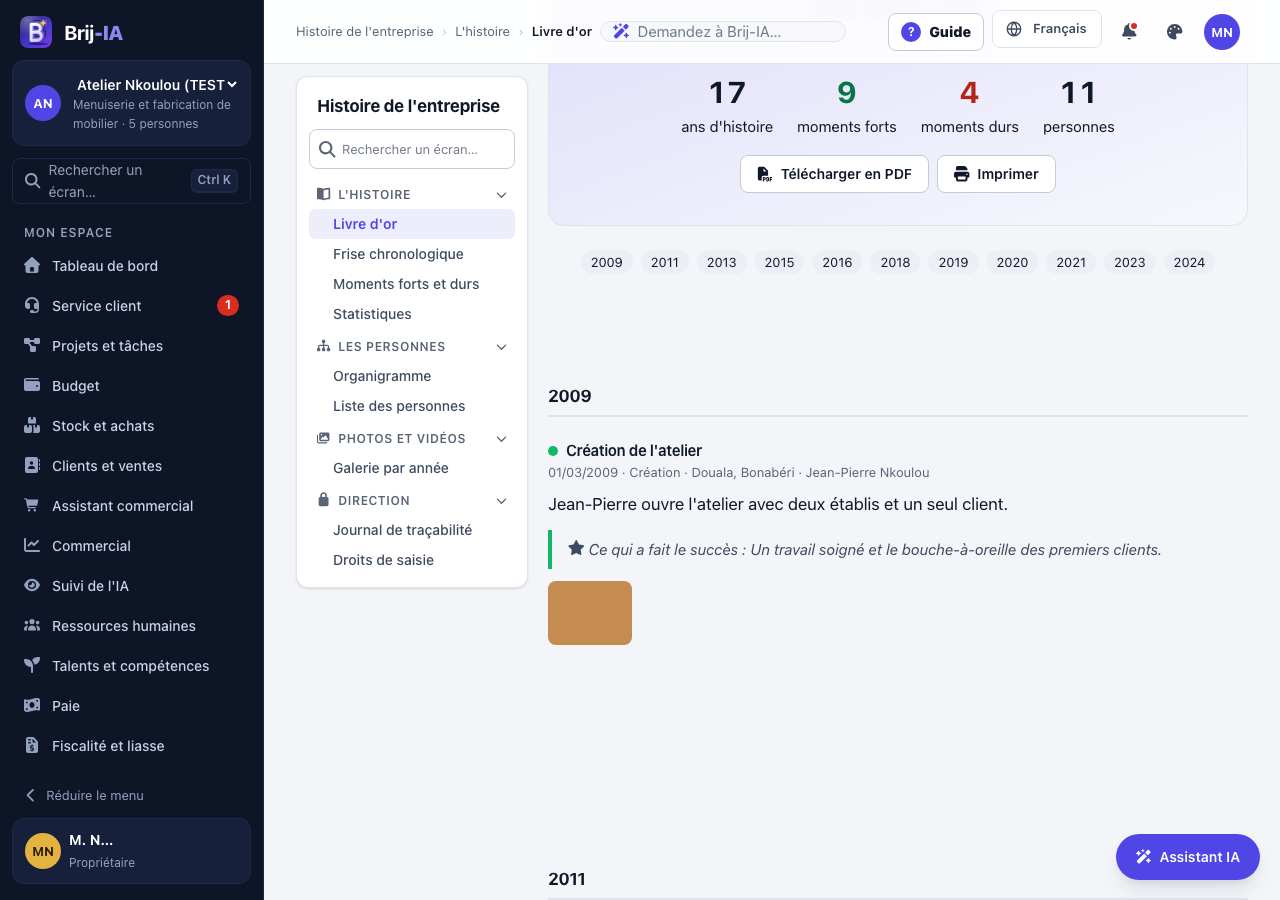 Brij-IA
AN
Atelier Nkoulou (TEST
Menuiserie et fabrication de
mobilier · 5 personnes
Rechercher un
écran...
Ctrl K
MON ESPACE
Tableau de bord
Service client
1
Projets et tâches
Budget
Stock et achats
Clients et ventes
Assistant commercial
Commercial
Suivi de l'IA
Ressources humaines
Talents et compétences
Paie
Fiscalité et liasse
Réduire le menu
MN
M. N...
Propriétaire
Histoire de l'entreprise › L'histoire › Livre d'or
Demandez à Brij-IA...
? Guide
Français
MN
Histoire de l'entreprise
Rechercher un écran...
L'HISTOIRE
Livre d'or
Frise chronologique
Moments forts et durs
Statistiques
LES PERSONNES
Organigramme
Liste des personnes
PHOTOS ET VIDÉOS
Galerie par année
DIRECTION
Journal de traçabilité
Droits de saisie
17 9 4 11
ans d'histoire moments forts moments durs personnes
Télécharger en PDF
Imprimer
2009 2011 2013 2015 2016 2018 2019 2020 2021 2023 2024
2009
Création de l'atelier
01/03/2009 · Création · Douala, Bonabéri · Jean-Pierre Nkoulou
Jean-Pierre ouvre l'atelier avec deux établis et un seul client.
Ce qui a fait le succès : Un travail soigné et le bouche-à-oreille des premiers clients.
2011
Assistant IA